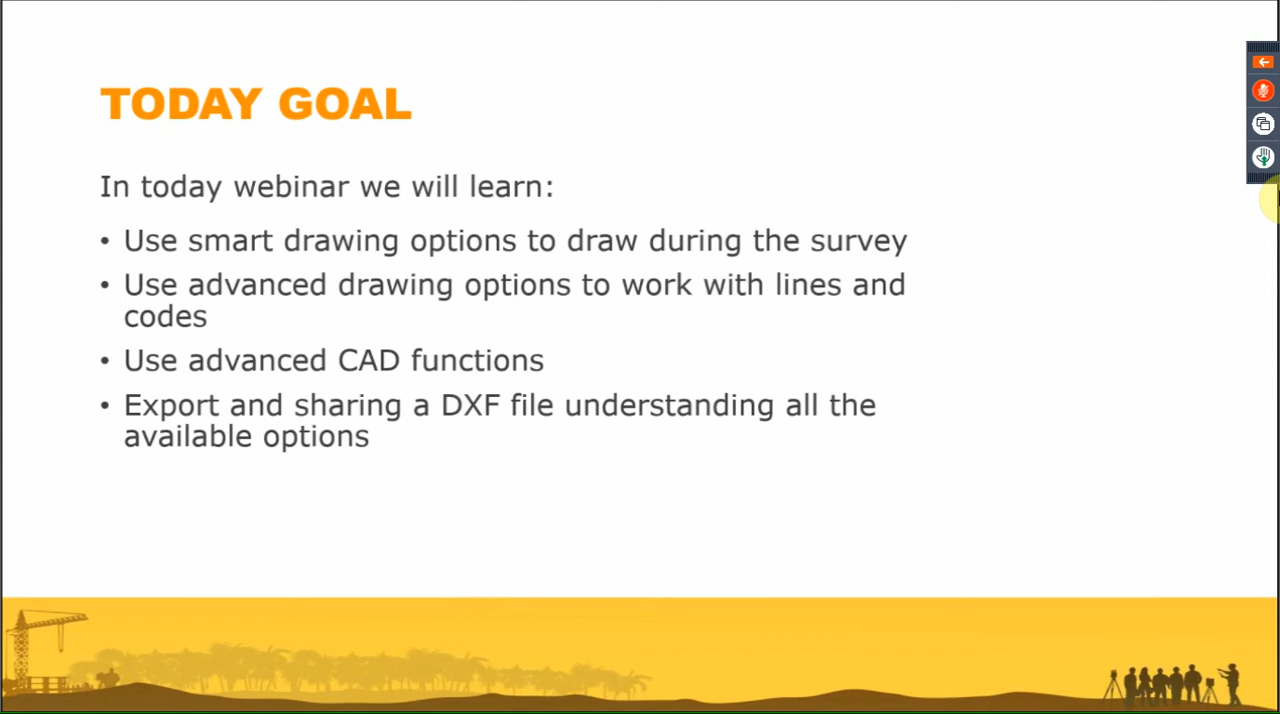 TODAY GOAL
In today webinar we will learn:
• Use smart drawing options to draw during the survey
• Use advanced drawing options to work with lines and
codes
• Use advanced CAD functions
• Export and sharing a DXF file understanding all the
available options